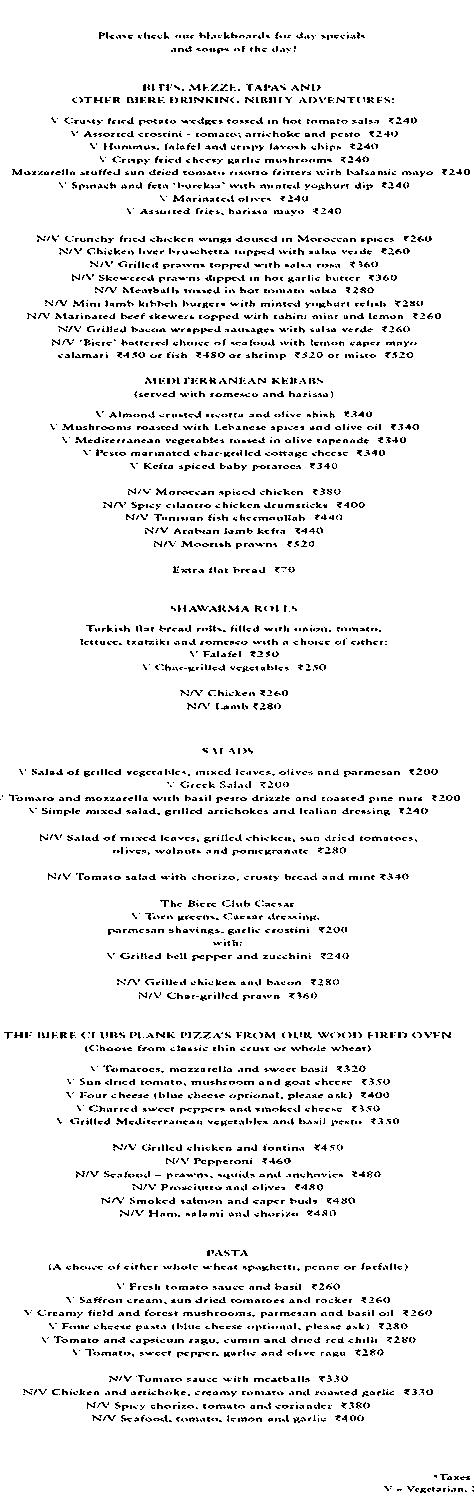 Please check our blackboards for day specials
and soups of the day!
BITES, MEZZE, TAPAS AND
OTHER BIERE DRINKING NIBBLY ADVENTURES:
V Crusty fried potato wedges tossed in hot tomato salsa ₹240
V Assorted crostini - tomato; artichoke and pesto ₹240
V Hummus, falafel and crispy lavosh chips ₹240
V Crispy fried cheesy garlic mushrooms ₹240
Mozzarella stuffed sun dried tomato risotto fritters with balsamic mayo ₹240
V Spinach and feta 'burekia' with minted yoghurt dip ₹240
V Marinated olives ₹240
V Assorted fries, harissa mayo ₹240
N/V Crunchy fried chicken wings doused in Moroccan spices ₹260
N/V Chicken liver bruschetta topped with salsa verde ₹260
N/V Grilled prawns topped with salsa rosa ₹360
N/V Skewered prawns dipped in hot garlic butter ₹360
N/V Meatballs tossed in hot tomato salsa ₹280
N/V Mini lamb kibbeh burgers with minted yoghurt relish ₹280
N/V Marinated beef skewers topped with tahini mint and lemon ₹260
N/V Grilled bacon wrapped sausages with salsa verde ₹260
N/V 'Biere' battered choice of seafood with lemon caper mayo
calamari ₹450 or fish ₹480 or shrimp ₹520 or misto ₹520
MEDITERRANEAN KEBABS
(served with romesco and harissa)
V Almond crusted ricotta and olive shish ₹340
V Mushrooms roasted with Lebanese spices and olive oil ₹340
V Mediterranean vegetables tossed in olive tapenade ₹340
V Pesto marinated char-grilled cottage cheese ₹340
V Kefta spiced baby potatoes ₹340
N/V Moroccan spiced chicken ₹380
N/V Spicy cilantro chicken drumsticks ₹400
N/V Tunisian fish chermoullah ₹440
N/V Arabian lamb kefta ₹440
N/V Moorish prawns ₹520
Extra flat bread ₹70
SHAWARMA ROLLS
Turkish flat bread rolls, filled with onion, tomato,
lettuce, tzatziki and romesco with a choice of either:
V Falafel ₹250
V Char-grilled vegetables ₹250
N/V Chicken ₹260
N/V Lamb ₹280
SALADS
V Salad of grilled vegetables, mixed leaves, olives and parmesan ₹200
V Greek Salad ₹200
Tomato and mozzarella with basil pesto drizzle and toasted pine nuts ₹200
V Simple mixed salad, grilled artichokes and Italian dressing ₹240
N/V Salad of mixed leaves, grilled chicken, sun dried tomatoes,
olives, walnuts and pomegranate ₹280
N/V Tomato salad with chorizo, crusty bread and mint ₹340
The Biere Club Caesar
V Torn greens, Caesar dressing,
parmesan shavings, garlic crostini ₹200
with:
V Grilled bell pepper and zucchini ₹240
N/V Grilled chicken and bacon ₹280
N/V Char-grilled prawn ₹360
THE BIERE CLUBS PLANK PIZZA'S FROM OUR WOOD FIRED OVEN
(Choose from classic thin crust or whole wheat)
V Tomatoes, mozzarella and sweet basil ₹320
V Sun dried tomato, mushroom and goat cheese ₹350
V Four cheese (blue cheese optional, please ask) ₹400
V Charred sweet peppers and smoked cheese ₹350
V Grilled Mediterranean vegetables and basil pesto ₹350
N/V Grilled chicken and fontina ₹450
N/V Pepperoni ₹460
N/V Seafood – prawns, squids and anchovies ₹480
N/V Prosciutto and olives ₹480
N/V Smoked salmon and caper buds ₹480
N/V Ham, salami and chorizo ₹480
PASTA
(A choice of either whole wheat spaghetti, penne or farfalle)
V Fresh tomato sauce and basil ₹260
V Saffron cream, sun dried tomatoes and rocket ₹260
V Creamy field and forest mushrooms, parmesan and basil oil ₹260
V Four cheese pasta (blue cheese optional, please ask) ₹280
V Tomato and capsicum ragu, cumin and dried red chilli ₹280
V Tomato, sweet pepper, garlic and olive ragu ₹280
N/V Tomato sauce with meatballs ₹330
N/V Chicken and artichoke, creamy tomato and roasted garlic ₹330
N/V Spicy chorizo, tomato and coriander ₹380
N/V Seafood, tomato, lemon and garlic ₹400
*Taxes
V – Vegetarian,